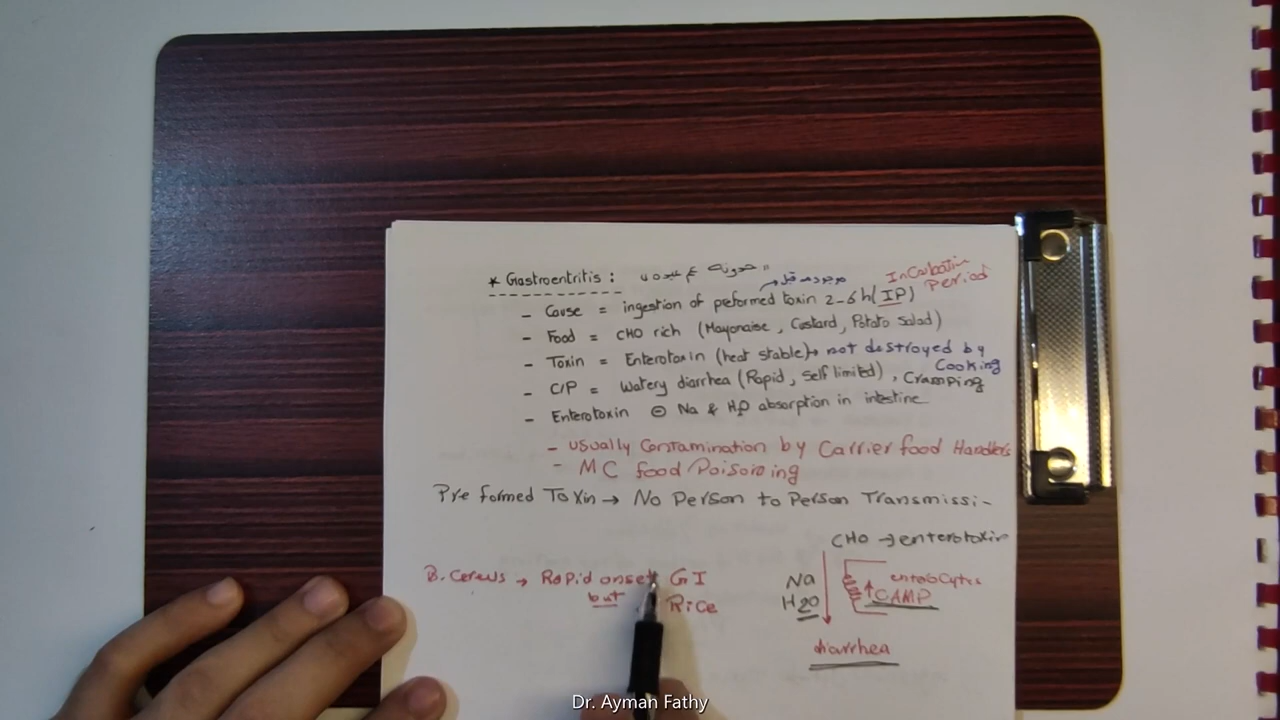 * Gastroentritis :
Incubation
period
موجود من قبل
- Cause = ingestion of preformed toxin 2-6 h (IP)
- Food = CHO rich (Mayonaise, Custard, Potato salad)
- Toxin = Enterotoxin (heat stable)→ not destroyed by
Cooking
- C/P = Watery diarrhea (Rapid, Self limited), Cramping
- Enterotoxin ⊖ Na & H2O absorption in intestine
- usually Contamination by Carrier food Handlers
- MC food Poisoning
Pre formed Toxin → No Person to Person Transmissi-
CHO → enterotoxin
B. Cereus → Rapid onset GI
but Rice
Na
H2O
enterocytes
↑ CAMP
diarrhea
Dr. Ayman Fathy